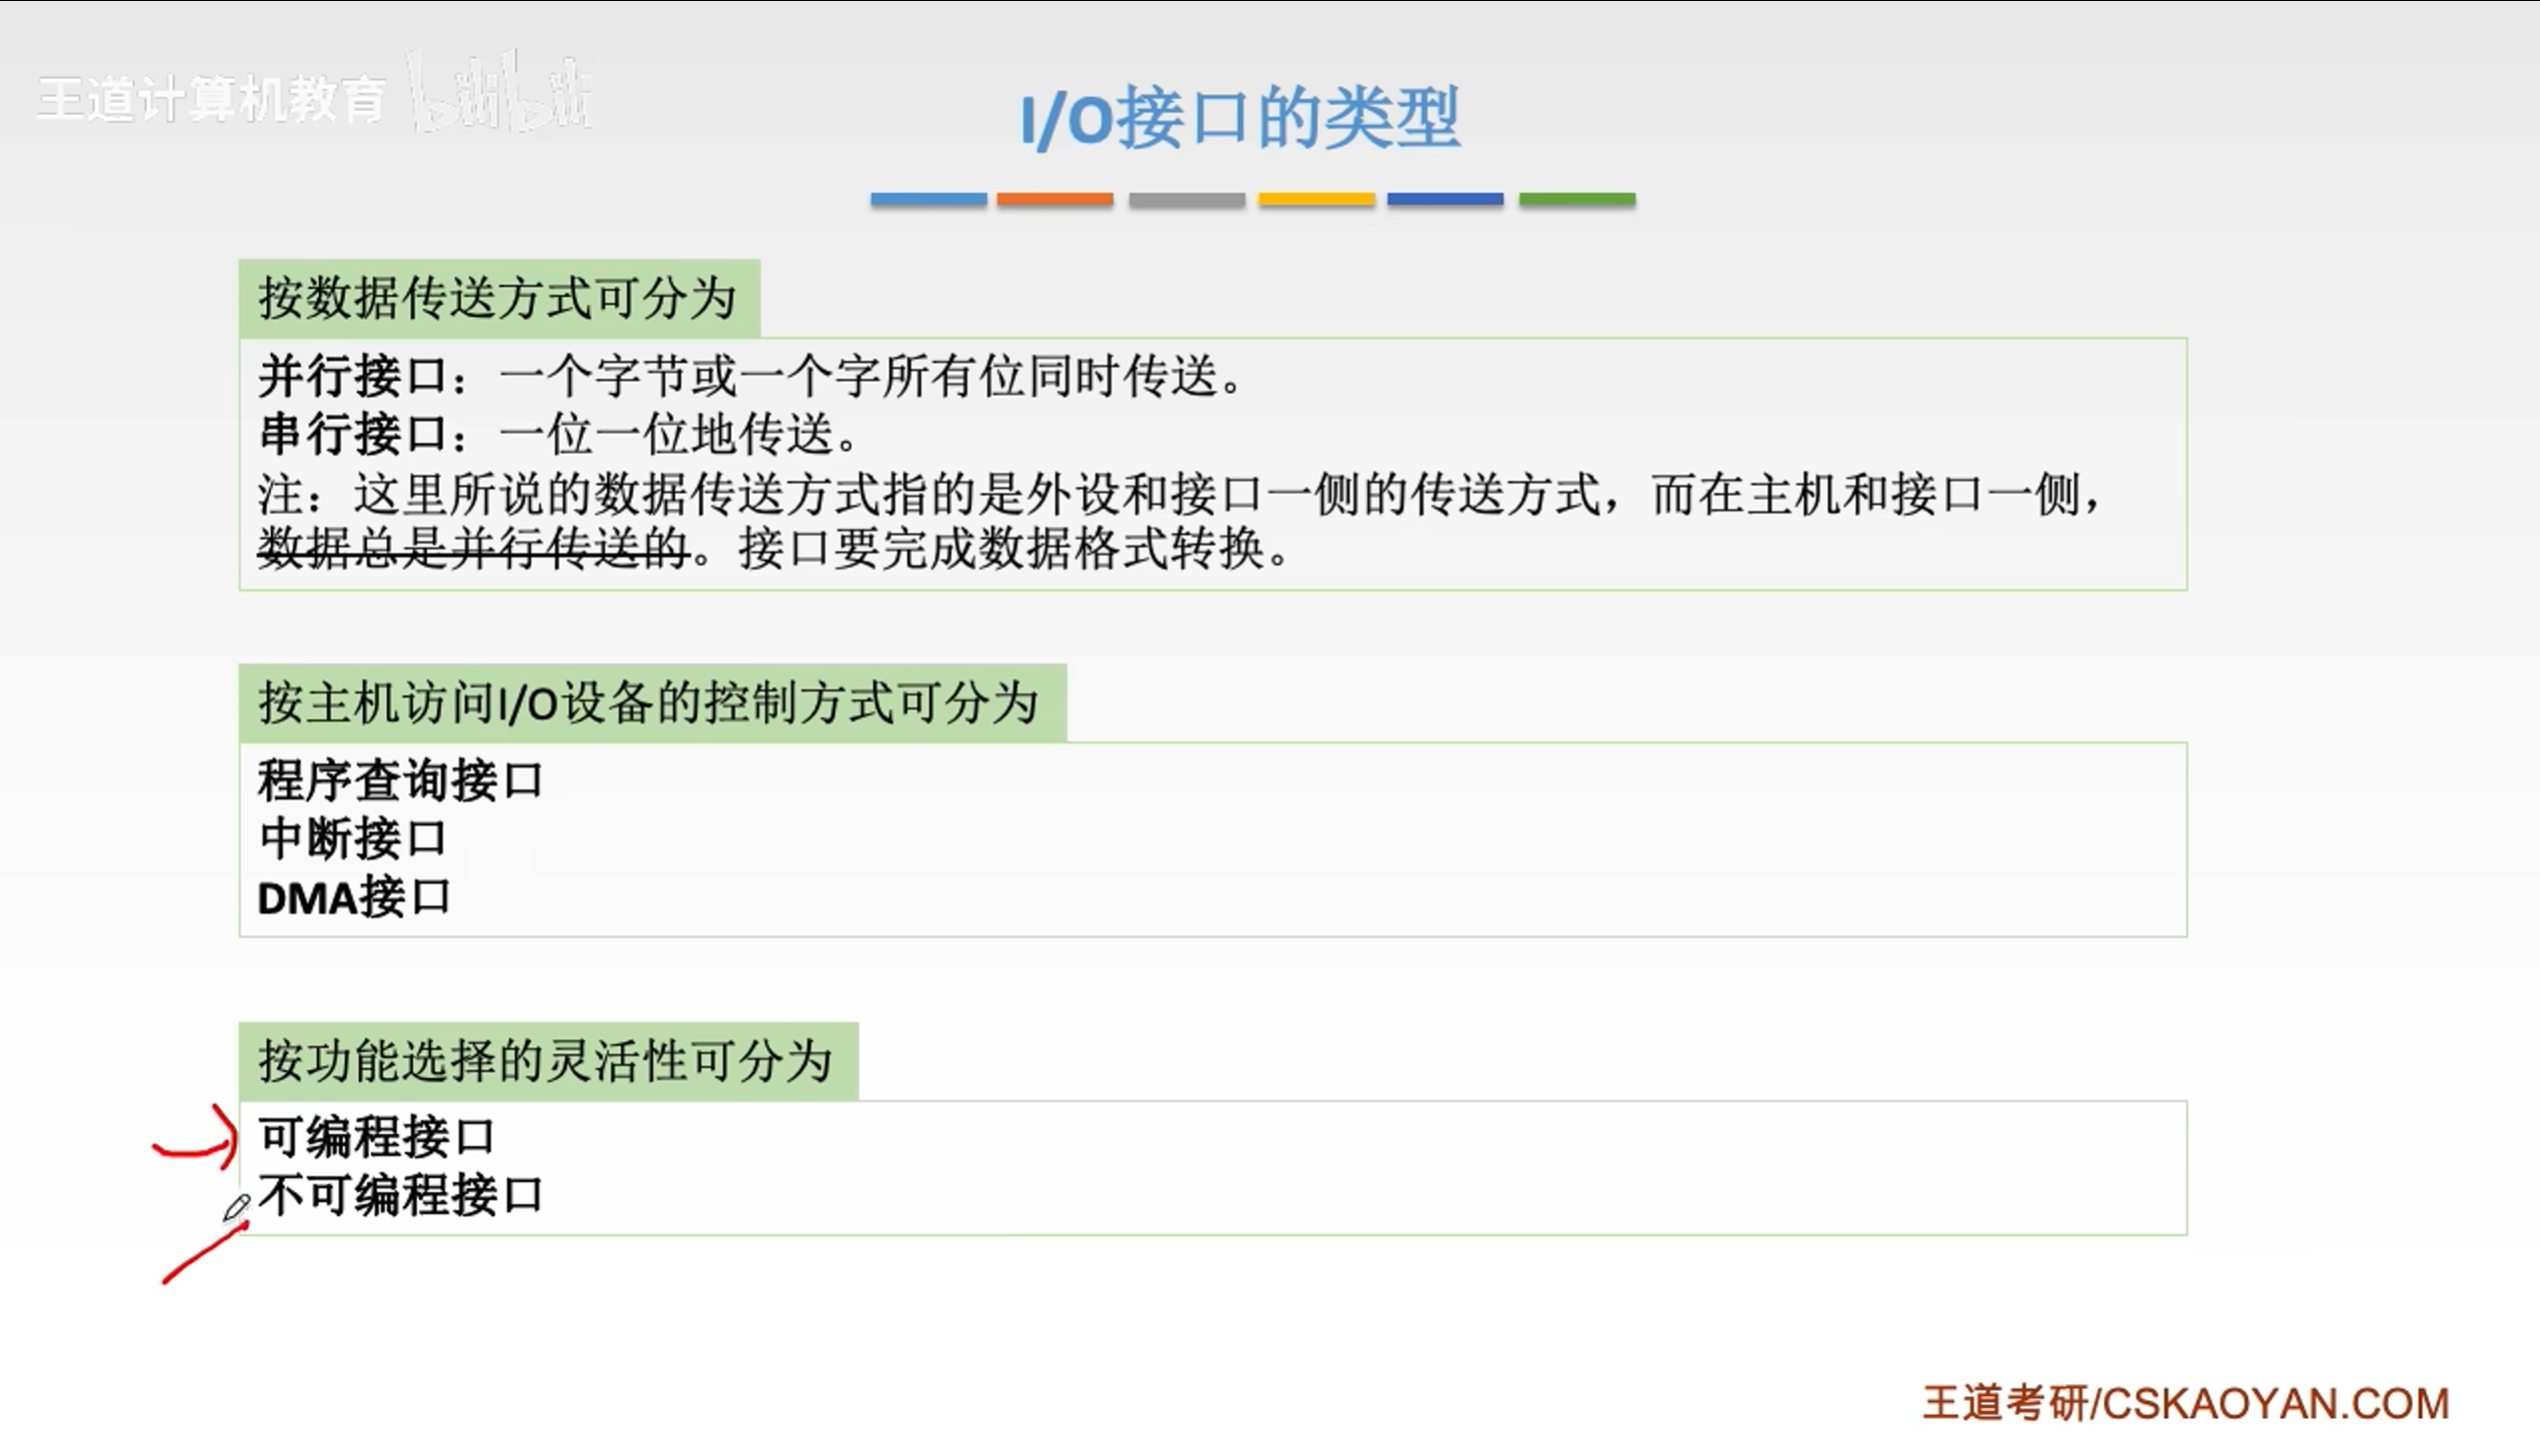 王道计算机教育 bilibili
I/O接口的类型
按数据传送方式可分为
并行接口：一个字节或一个字所有位同时传送。
串行接口：一位一位地传送。
注：这里所说的数据传送方式指的是外设和接口一侧的传送方式，而在主机和接口一侧，
数据总是并行传送的。接口要完成数据格式转换。
按主机访问I/O设备的控制方式可分为
程序查询接口
中断接口
DMA接口
按功能选择的灵活性可分为
可编程接口
不可编程接口
王道考研/CSKAOYAN.COM